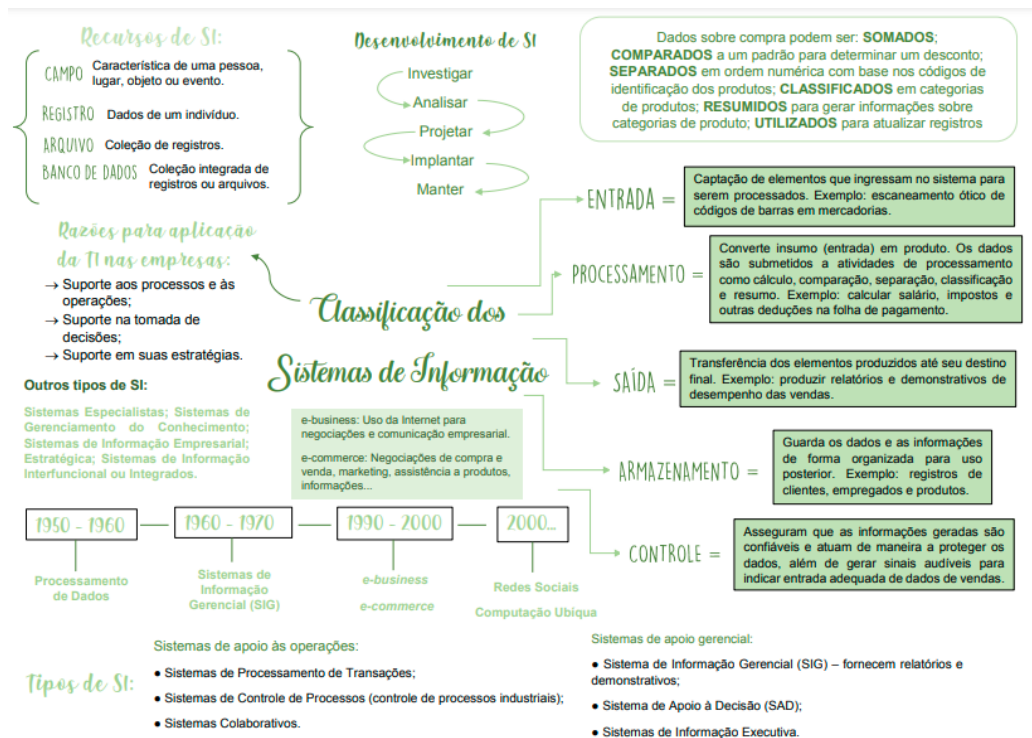 Recursos de SI:
CAMPO Característica de uma pessoa,
lugar, objeto ou evento.
REGISTRO Dados de um indivíduo.
ARQUIVO Coleção de registros.
BANCO DE DADOS Coleção integrada de
registros ou arquivos.
Desenvolvimento de SI
Investigar
Analisar
Projetar
Implantar
Manter
Dados sobre compra podem ser: SOMADOS;
COMPARADOS a um padrão para determinar um desconto;
SEPARADOS em ordem numérica com base nos códigos de
identificação dos produtos; CLASSIFICADOS em categorias
de produtos; RESUMIDOS para gerar informações sobre
categorias de produto; UTILIZADOS para atualizar registros
Razões para aplicação
da TI nas empresas:
→ Suporte aos processos e às
operações;
→ Suporte na tomada de
decisões;
→ Suporte em suas estratégias.
Classificação dos
Sistemas de Informação
ENTRADA =
Captação de elementos que ingressam no sistema para
serem processados. Exemplo: escaneamento ótico de
códigos de barras em mercadorias.
PROCESSAMENTO =
Converte insumo (entrada) em produto. Os dados
são submetidos a atividades de processamento
como cálculo, comparação, separação, classificação
e resumo. Exemplo: calcular salário, impostos e
outras deduções na folha de pagamento.
SAÍDA =
Transferência dos elementos produzidos até seu destino
final. Exemplo: produzir relatórios e demonstrativos de
desempenho das vendas.
ARMAZENAMENTO =
Guarda os dados e as informações
de forma organizada para uso
posterior. Exemplo: registros de
clientes, empregados e produtos.
CONTROLE =
Asseguram que as informações geradas são
confiáveis e atuam de maneira a proteger os
dados, além de gerar sinais audíveis para
indicar entrada adequada de dados de vendas.
Outros tipos de SI:
Sistemas Especialistas; Sistemas de
Gerenciamento do Conhecimento;
Sistemas de Informação Empresarial;
Estratégica; Sistemas de Informação
Interfuncional ou Integrados.
e-business: Uso da Internet para
negociações e comunicação empresarial.
e-commerce: Negociações de compra e
venda, marketing, assistência a produtos,
informações...
1950 - 1960
Processamento
de Dados
1960 - 1970
Sistemas de
Informação
Gerencial (SIG)
1990 - 2000
e-business
e-commerce
2000...
Redes Sociais
Computação Ubiqua
Tipos de SI:
Sistemas de apoio às operações:
● Sistemas de Processamento de Transações;
● Sistemas de Controle de Processos (controle de processos industriais);
● Sistemas Colaborativos.
Sistemas de apoio gerencial:
● Sistema de Informação Gerencial (SIG) – fornecem relatórios e
demonstrativos;
● Sistema de Apoio à Decisão (SAD);
● Sistemas de Informação Executiva.